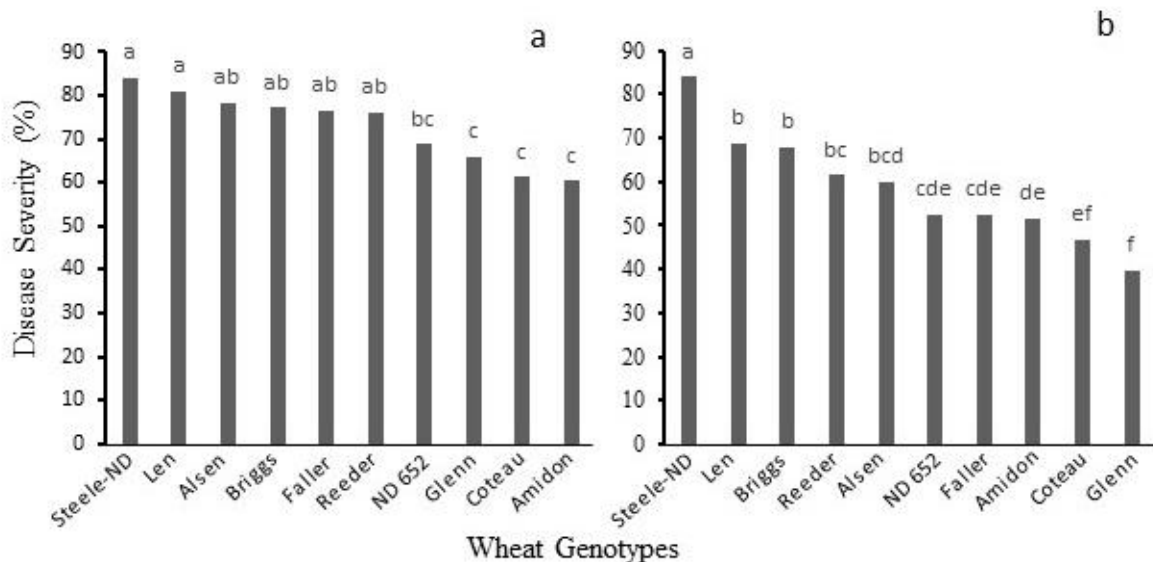 a
90
80
70
60
50
40
30
20
10
0
Disease Severity (%)
a a ab ab ab ab bc c c c
Steele-ND Len Alsen Briggs Faller Reeder ND 652 Glenn Coteau Amidon
b
90
80
70
60
50
40
30
20
10
0
a b b bc bcd cde cde de ef f
Steele-ND Len Briggs Reeder Alsen ND 652 Faller Amidon Coteau Glenn
Wheat Genotypes